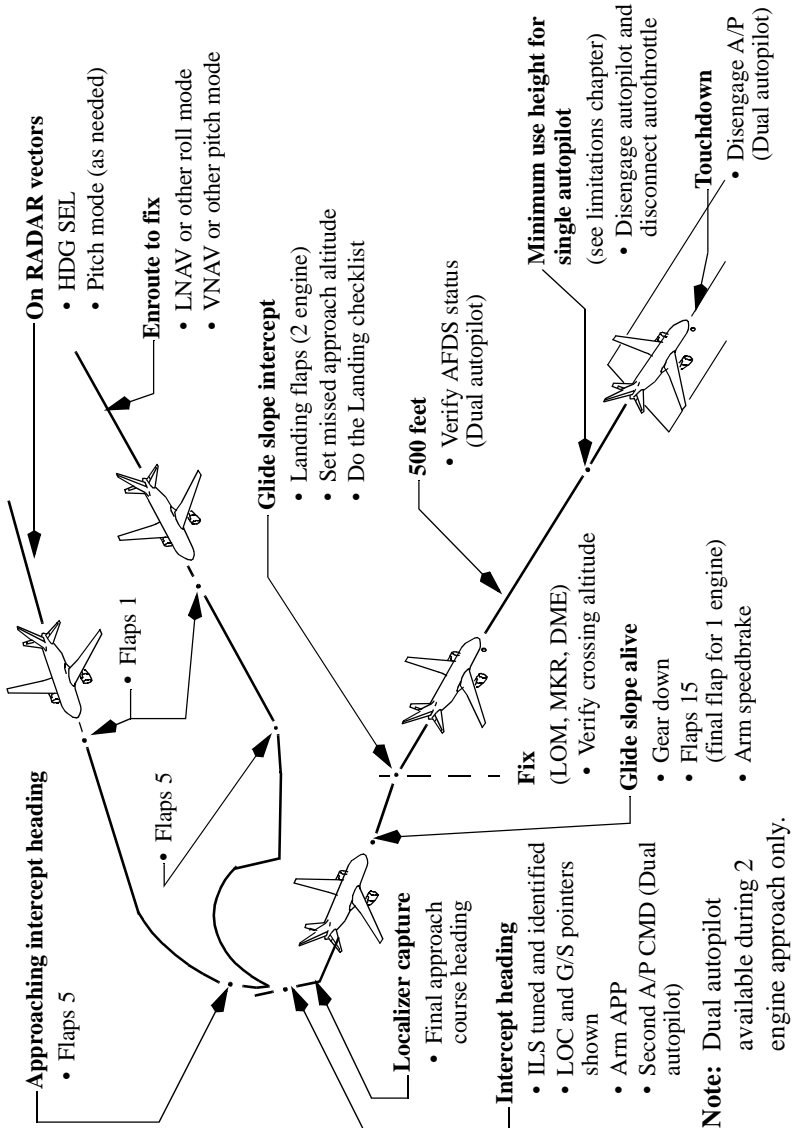 On RADAR vectors
• HDG SEL
• Pitch mode (as needed)
Enroute to fix
• LNAV or other roll mode
• VNAV or other pitch mode
Approaching intercept heading
• Flaps 5
• Flaps 1
• Flaps 5
Localizer capture
• Final approach
course heading
Intercept heading
• ILS tuned and identified
• LOC and G/S pointers
shown
• Arm APP
• Second A/P CMD (Dual
autopilot)
Note: Dual autopilot
available during 2
engine approach only.
Glide slope intercept
• Landing flaps (2 engine)
• Set missed approach altitude
• Do the Landing checklist
Fix
(LOM, MKR, DME)
• Verify crossing altitude
Glide slope alive
• Gear down
• Flaps 15
(final flap for 1 engine)
• Arm speedbrake
500 feet
• Verify AFDS status
(Dual autopilot)
Minimum use height for
single autopilot
(see limitations chapter)
• Disengage autopilot and
disconnect autothrottle
Touchdown
• Disengage A/P
(Dual autopilot)